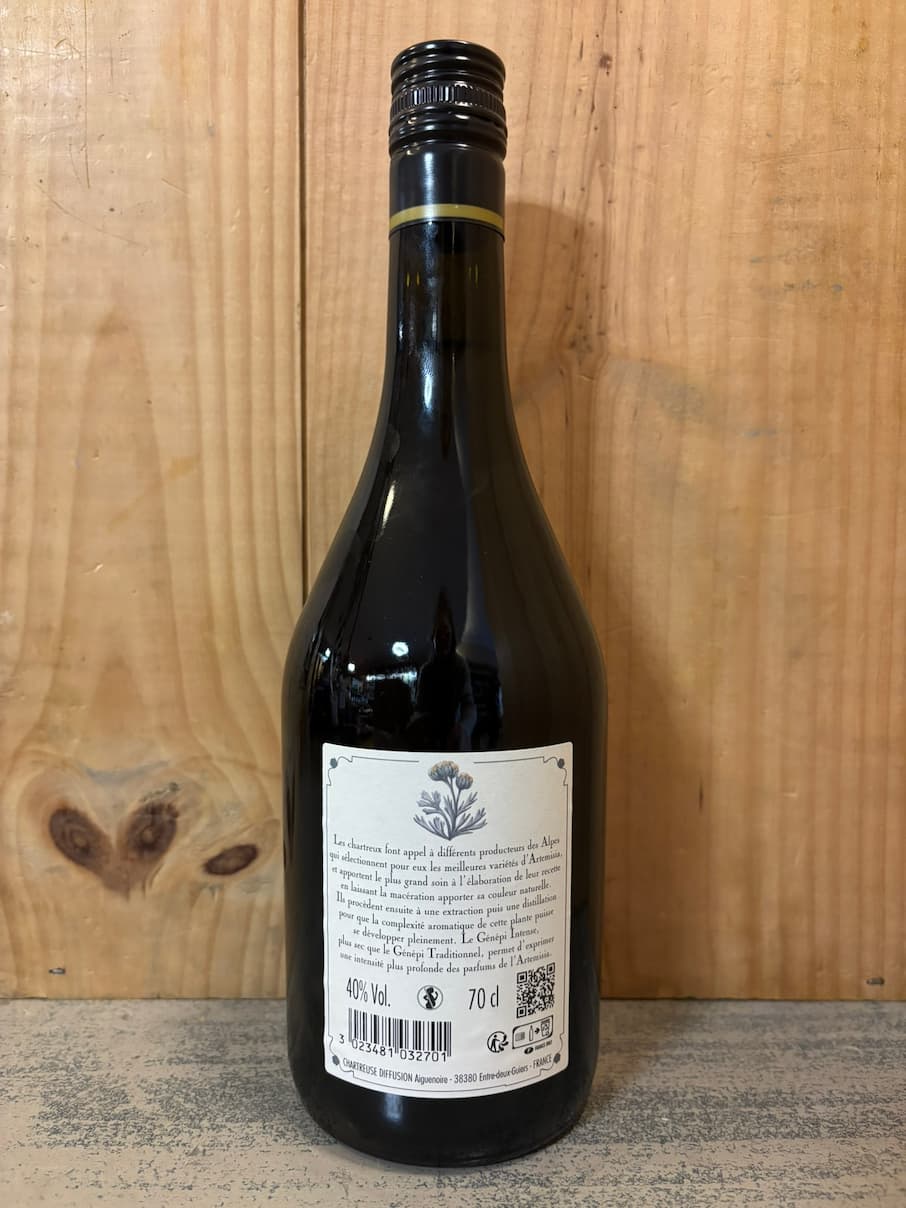 Les chartreux font appel à différents producteurs des Alpes
qui sélectionnent pour eux les meilleures variétés d'Artemisia,
et apportent le plus grand soin à l'élaboration de leur recette
en laissant la macération apporter sa couleur naturelle.
Ils procèdent ensuite à une extraction puis une distillation
pour que la complexité aromatique de cette plante puisse
se développer pleinement. Le Génépi Intense,
plus sec que le Génépi Traditionnel, permet d'exprimer
une intensité plus profonde des parfums de l'Artemisia.
40% Vol. 70 cl
3 023481 032701
CHARTREUSE DIFFUSION Aiguenoire - 38380 Entre-deux-Guiers - FRANCE